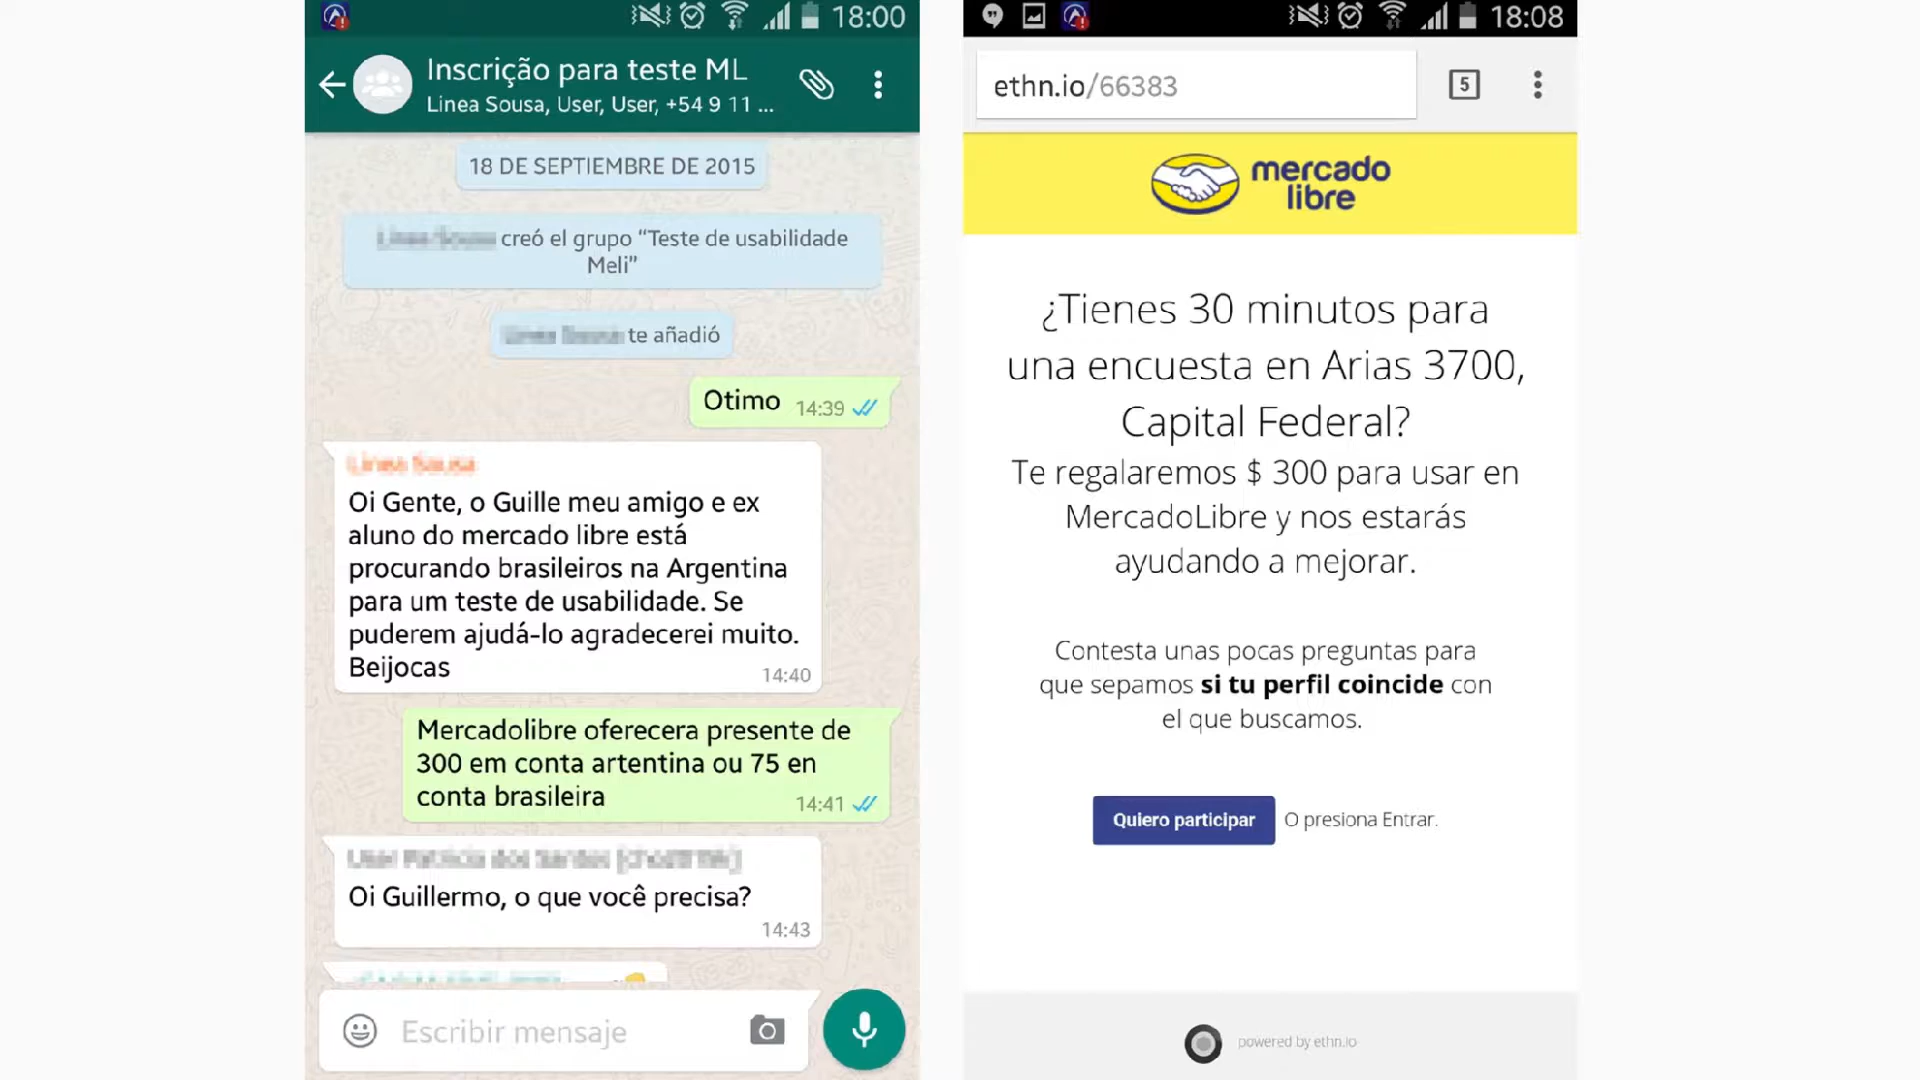 18:00
Inscrição para teste ML
Linea Sousa, User, User, +54 9 11 ...
18 DE SEPTIEMBRE DE 2015
creó el grupo “Teste de usabilidade
Meli”
te añadió
Otimo 14:39
Oi Gente, o Guille meu amigo e ex
aluno do mercado libre está
procurando brasileiros na Argentina
para um teste de usabilidade. Se
puderem ajudá-lo agradecerei muito.
Beijocas
14:40
Mercadolibre oferecera presente de
300 em conta artentina ou 75 en
conta brasileira
14:41
Oi Guillermo, o que você precisa?
14:43
Escribir mensaje
18:08
ethn.io/66383
5
mercado
libre
¿Tienes 30 minutos para
una encuesta en Arias 3700,
Capital Federal?
Te regalaremos $ 300 para usar en
MercadoLibre y nos estarás
ayudando a mejorar.
Contesta unas pocas preguntas para
que sepamos si tu perfil coincide con
el que buscamos.
Quiero participar O presiona Entrar.
powered by ethn.io